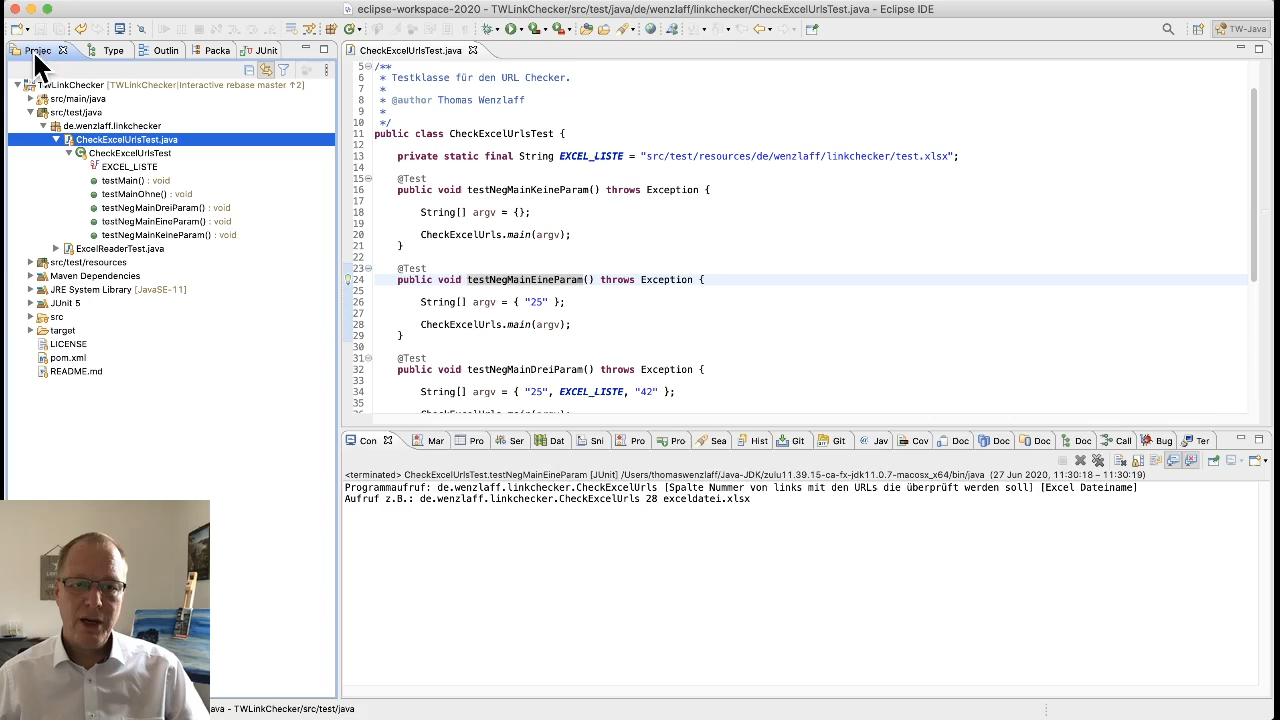 eclipse-workspace-2020 - TWLinkChecker/src/test/java/de/wenzlaff/linkchecker/CheckExcelUrlsTest.java - Eclipse IDE
TW-Java
Projec
Type
Outlin
Packa
JUnit
TWLinkChecker [TWLinkChecker|Interactive rebase master ↑2]
src/main/java
src/test/java
de.wenzlaff.linkchecker
CheckExcelUrlsTest.java
CheckExcelUrlsTest
EXCEL_LISTE
testMain() : void
testMainOhne() : void
testNegMainDreiParam() : void
testNegMainEineParam() : void
testNegMainKeineParam() : void
ExcelReaderTest.java
src/test/resources
Maven Dependencies
JRE System Library [JavaSE-11]
JUnit 5
src
target
LICENSE
pom.xml
README.md
CheckExcelUrlsTest.java
5 /**
6 * Testklasse für den URL Checker.
7 *
8 * @author Thomas Wenzlaff
9 *
10 */
11 public class CheckExcelUrlsTest {
12
13 private static final String EXCEL_LISTE = "src/test/resources/de/wenzlaff/linkchecker/test.xlsx";
14
15 @Test
16 public void testNegMainKeineParam() throws Exception {
17
18 String[] argv = {};
19
20 CheckExcelUrls.main(argv);
21 }
22
23 @Test
24 public void testNegMainEineParam() throws Exception {
25
26 String[] argv = { "25" };
27
28 CheckExcelUrls.main(argv);
29 }
30
31 @Test
32 public void testNegMainDreiParam() throws Exception {
33
34 String[] argv = { "25", EXCEL_LISTE, "42" };
35
Con Mar Pro Ser Dat Sni Pro Pro Sea Hist Git Git Jav Cov Doc Doc Doc Doc Call Bug Ter
<terminated> CheckExcelUrlsTest.testNegMainEineParam [JUnit] /Users/thomaswenzlaff/Java-JDK/zulu11.39.15-ca-fx-jdk11.0.7-macosx_x64/bin/java (27 Jun 2020, 11:30:18 – 11:30:19)
Programmaufruf: de.wenzlaff.linkchecker.CheckExcelUrls [Spalte Nummer von links mit den URLs die überprüft werden soll] [Excel Dateiname]
Aufruf z.B.: de.wenzlaff.linkchecker.CheckExcelUrls 28 exceldatei.xlsx
ava - TWLinkChecker/src/test/java